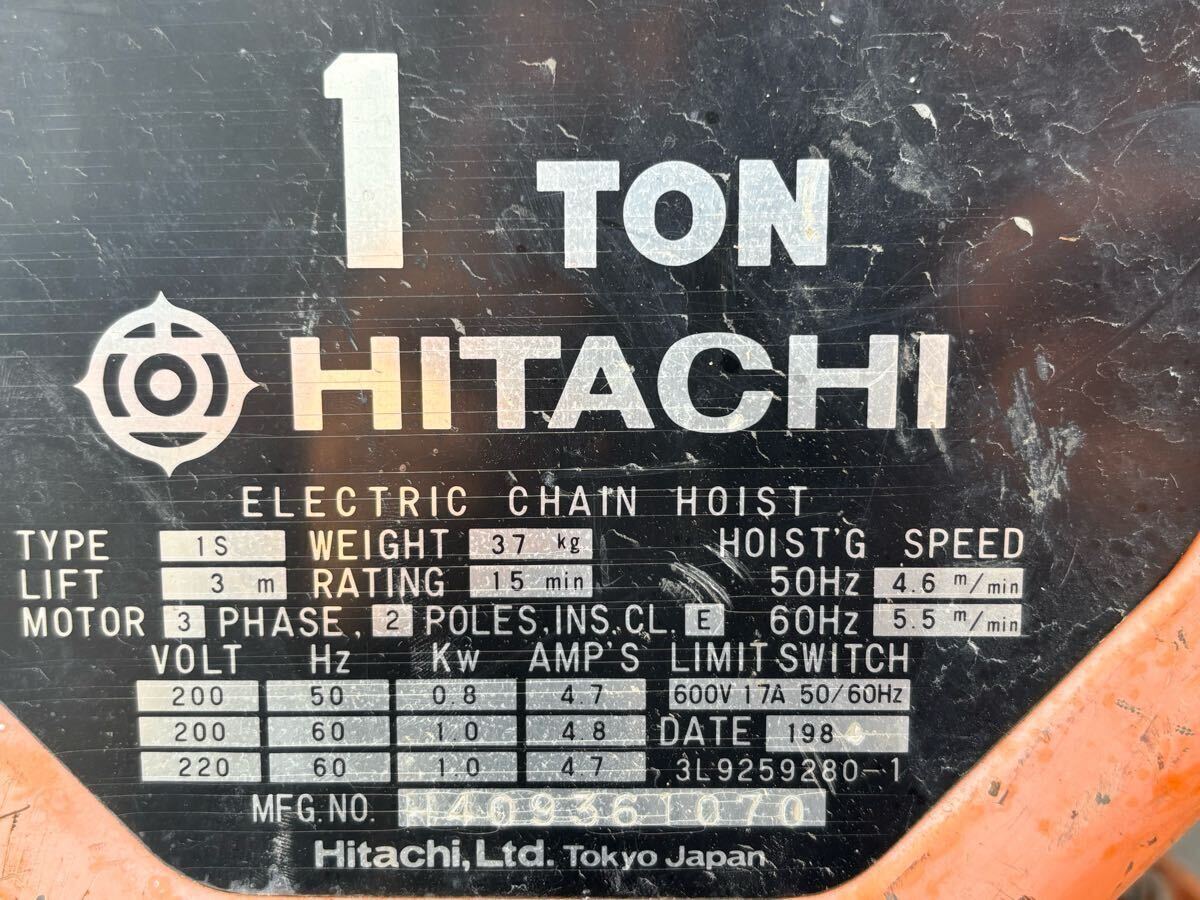 1 TON
HITACHI
ELECTRIC CHAIN HOIST
TYPE 1S WEIGHT 37 kg HOIST'G SPEED
LIFT 3 m RATING 15 min 50Hz 4.6 m/min
MOTOR 3 PHASE, 2 POLES, INS. CL. E 60Hz 5.5 m/min
VOLT Hz Kw AMP'S LIMIT SWITCH
200 50 0.8 4.7 600V 17A 50/60Hz
200 60 1.0 4.8 DATE 198
220 60 1.0 4.7 3L9259280-1
MFG. NO. H409361070
Hitachi, Ltd. Tokyo Japan